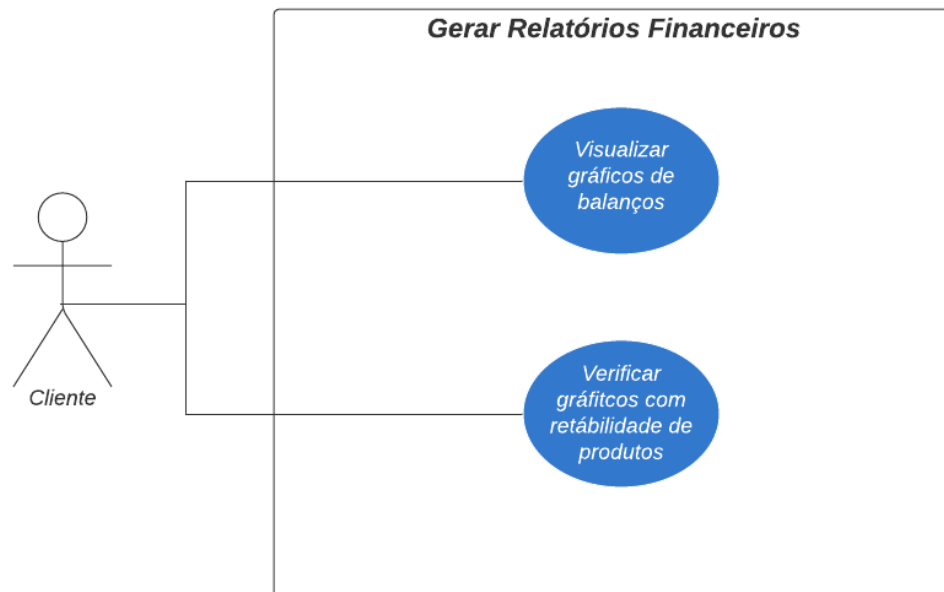 Gerar Relatórios Financeiros
Visualizar
gráficos de
balanços
Cliente
Verificar
gráfitcos com
retábilidade de
produtos